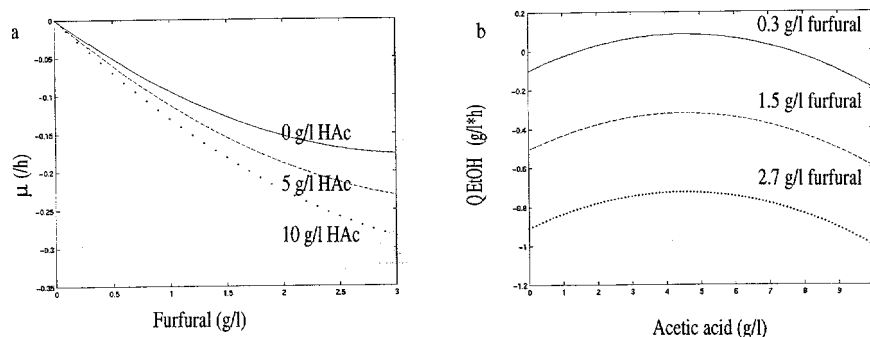 a
0
-0.05
-0.1
-0.15
-0.2
-0.25
-0.3
-0.35
μ (/h)
0 g/l HAc
5 g/l HAc
10 g/l HAc
0 0.5 1 1.5 2 2.5 3
Furfural (g/l)
b
0.2
0
-0.2
-0.4
-0.6
-0.8
-1
-1.2
Q EtOH (g/l*h)
0.3 g/l furfural
1.5 g/l furfural
2.7 g/l furfural
0 1 2 3 4 5 6 7 8 9
Acetic acid (g/l)